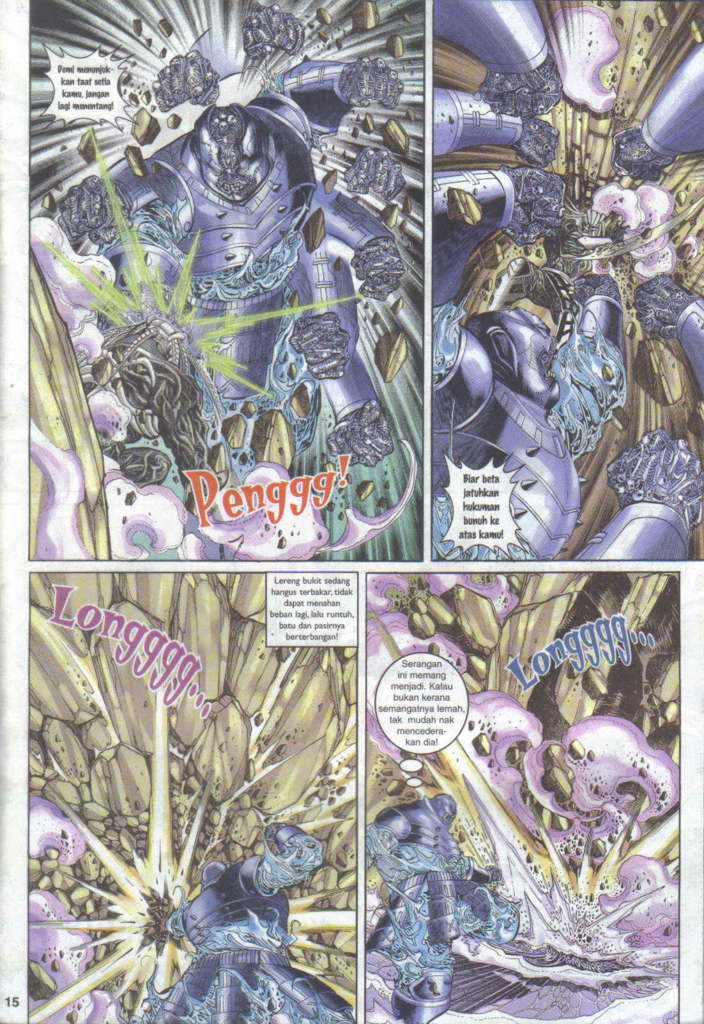 Demi menunjuk-
kan taat setia
kamu, jangan
lagi menentang!
Penggg!
Biar beta
jatuhkan
hukuman
bunuh ke
atas kamu!
Longggg...
Lereng bukit sedang
hangus terbakar, tidak
dapat menahan
beban lagi, lalu runtuh,
batu dan pasirnya
berterbangan!
Serangan
ini memang
menjadi. Kalau
bukan kerana
semangatnya lemah,
tak mudah nak
mencedera-
kan dia!
Longggg...
15